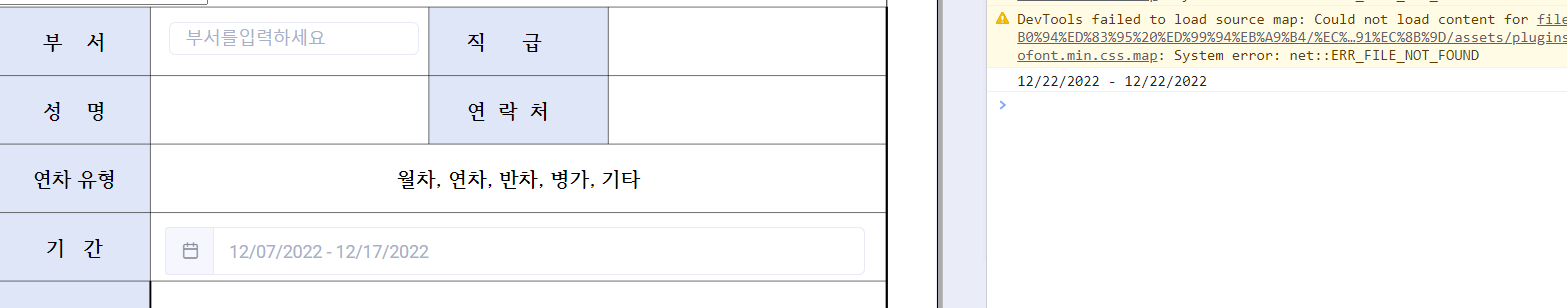 부 서
부서를입력하세요
직 급
성 명
연 락 처
연차 유형
월차, 연차, 반차, 병가, 기타
기 간
12/07/2022 - 12/17/2022
DevTools failed to load source map: Could not load content for file
B0%94%ED%83%95%20%ED%99%94%EB%A9%B4/%EC%…91%EC%8B%9D/assets/plugins
ofont.min.css.map: System error: net::ERR_FILE_NOT_FOUND
12/22/2022 - 12/22/2022